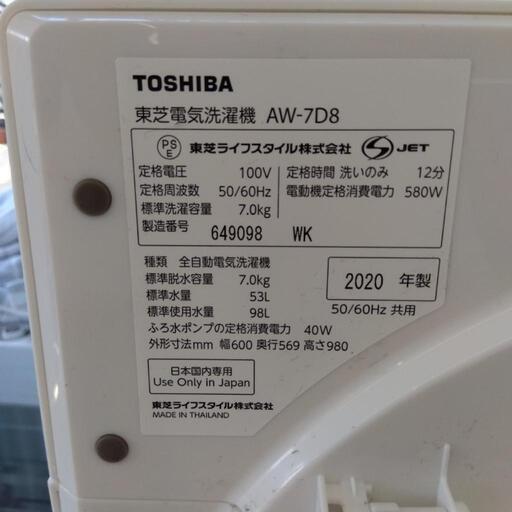 TOSHIBA
東芝電気洗濯機 AW-7D8
PS E 東芝ライフスタイル株式会社 S JET
定格電圧 100V 定格時間 洗いのみ 12分
定格周波数 50/60Hz 電動機定格消費電力 580W
標準洗濯容量 7.0kg
製造番号 649098 WK
種類 全自動電気洗濯機
標準脱水容量 7.0kg 2020 年製
標準水量 53L
標準使用水量 98L 50/60Hz 共用
ふろ水ポンプの定格消費電力 40W
外形寸法mm 幅600 奥行569 高さ980
日本国内専用
Use Only in Japan
東芝ライフスタイル株式会社
MADE IN THAILAND